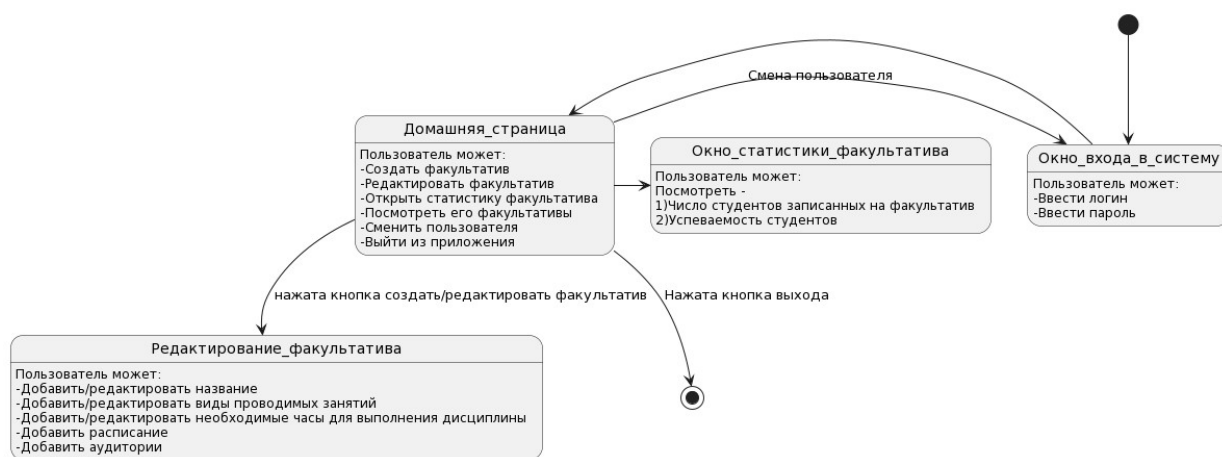 Смена пользователя
Домашняя_страница
Пользователь может:
-Создать факультатив
-Редактировать факультатив
-Открыть статистику факультатива
-Посмотреть его факультативы
-Сменить пользователя
-Выйти из приложения
Окно_статистики_факультатива
Пользователь может:
Посмотреть -
1)Число студентов записанных на факультатив
2)Успеваемость студентов
Окно_входа_в_систему
Пользователь может:
-Ввести логин
-Ввести пароль
нажата кнопка создать/редактировать факультатив
Нажата кнопка выхода
Редактирование_факультатива
Пользователь может:
-Добавить/редактировать название
-Добавить/редактировать виды проводимых занятий
-Добавить/редактировать необходимые часы для выполнения дисциплины
-Добавить расписание
-Добавить аудитории